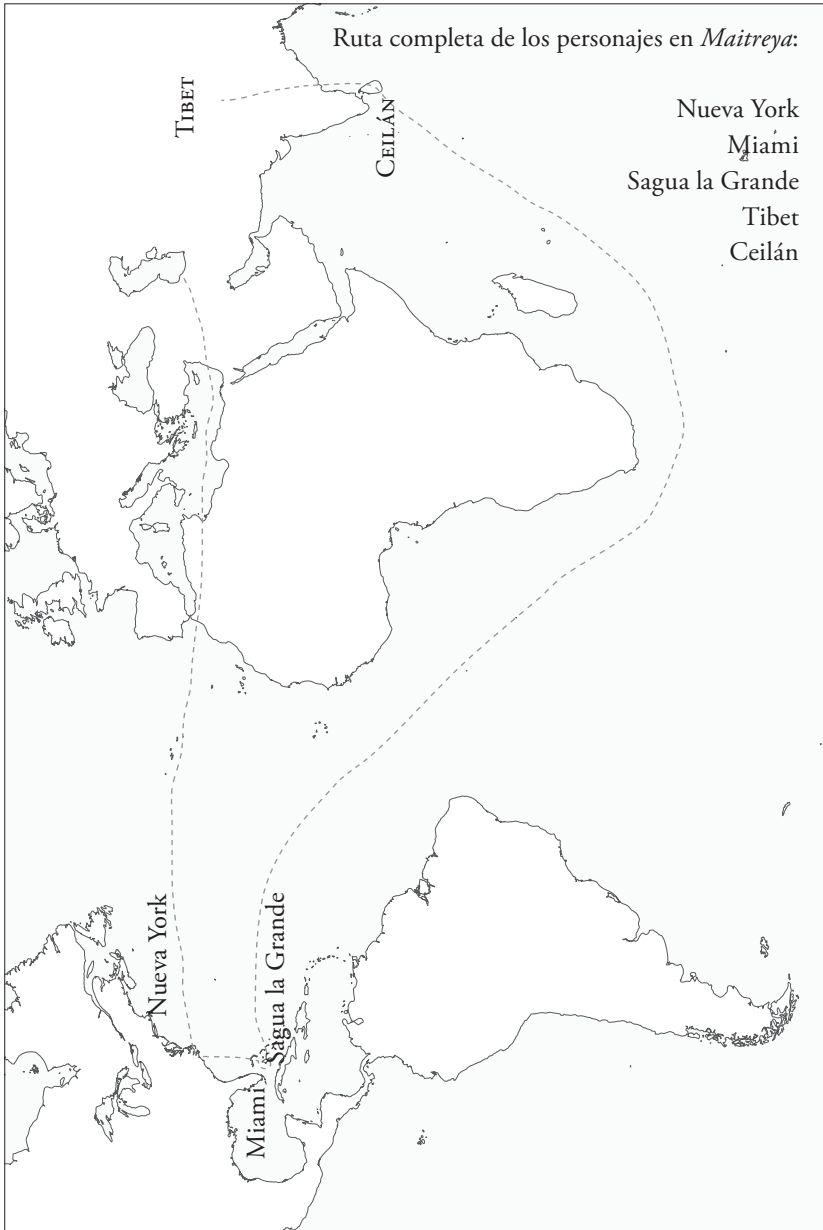 Ruta completa de los personajes en Maitreya:
Nueva York
Miami
Sagua la Grande
Tibet
Ceilán
Tibet
Ceilán
Nueva York
Sagua la Grande
Miami